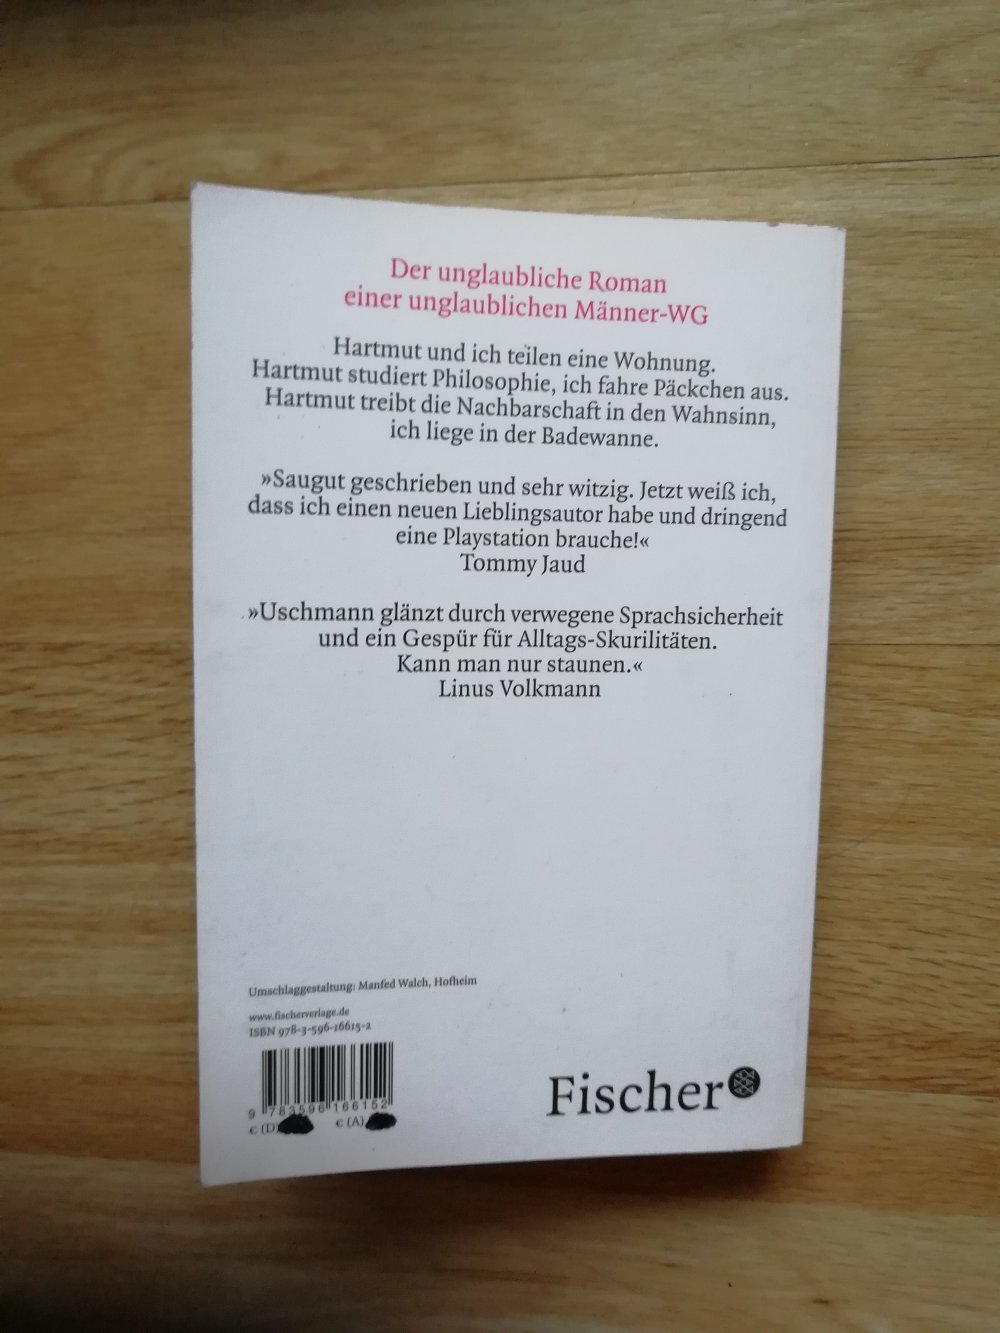 Der unglaubliche Roman
einer unglaublichen Männer-WG
Hartmut und ich teilen eine Wohnung.
Hartmut studiert Philosophie, ich fahre Päckchen aus.
Hartmut treibt die Nachbarschaft in den Wahnsinn,
ich liege in der Badewanne.
»Saugut geschrieben und sehr witzig. Jetzt weiß ich,
dass ich einen neuen Lieblingsautor habe und dringend
eine Playstation brauche!«
Tommy Jaud
»Uschmann glänzt durch verwegene Sprachsicherheit
und ein Gespür für Alltags-Skurilitäten.
Kann man nur staunen.«
Linus Volkmann
Umschlaggestaltung: Manfed Walch, Hofheim
www.fischerverlage.de
ISBN 978-3-596-16615-2
9 783596 166152
€ (D) € (A)
Fischer